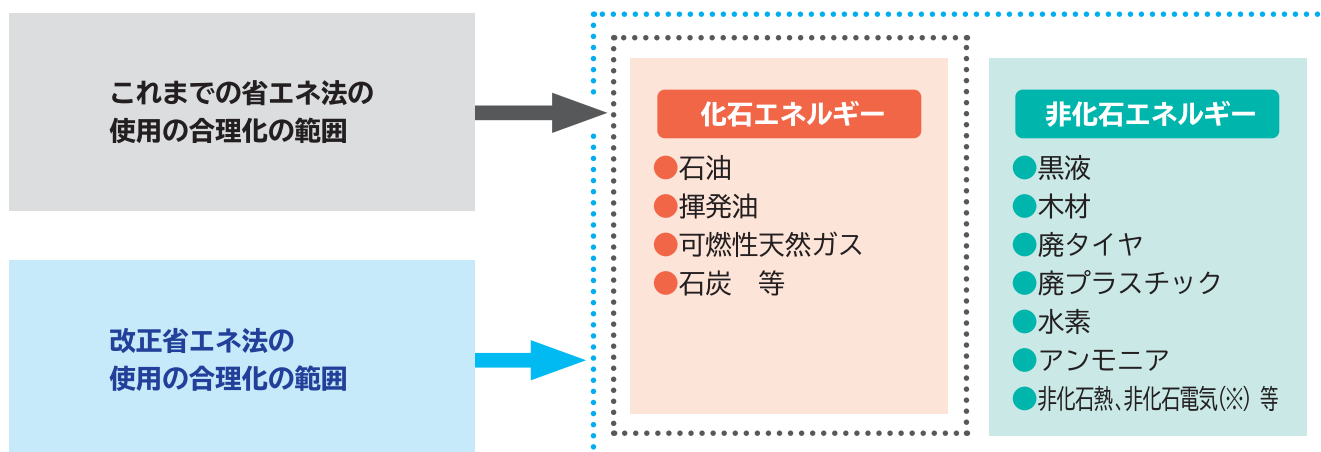 これまでの省エネ法の
使用の合理化の範囲
改正省エネ法の
使用の合理化の範囲
化石エネルギー
●石油
●揮発油
●可燃性天然ガス
●石炭　等
非化石エネルギー
●黒液
●木材
●廃タイヤ
●廃プラスチック
●水素
●アンモニア
●非化石熱、非化石電気(※) 等